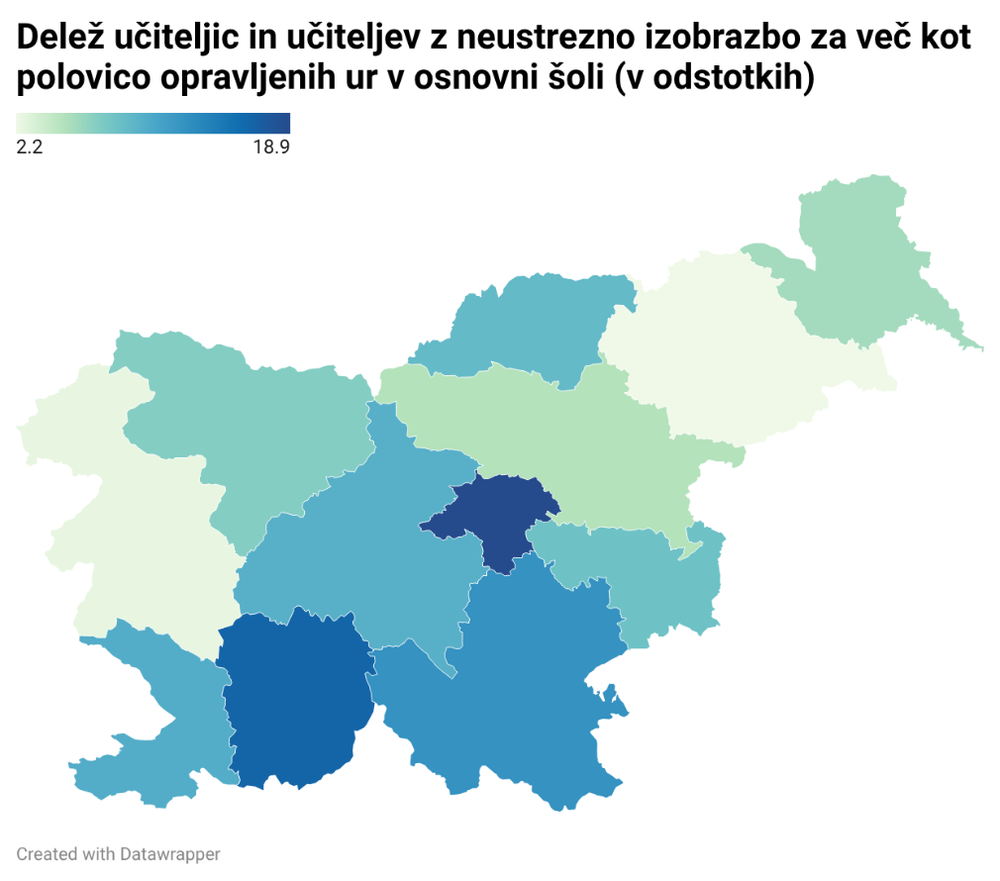 Delež učiteljic in učiteljev z neustrezno izobrazbo za več kot
polovico opravljenih ur v osnovni šoli (v odstotkih)
2.2 18.9
Created with Datawrapper